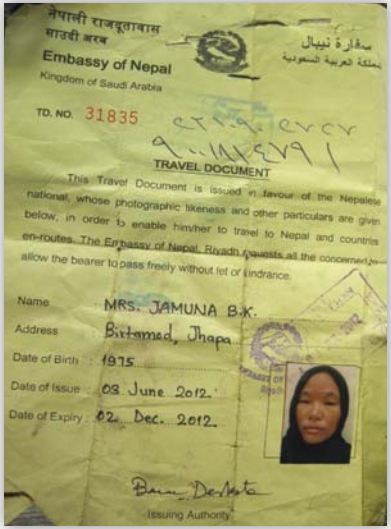 नेपाली राजदूतावास
साउदी अरब
سفارة نيبال
المملكة العربية السعودية
Embassy of Nepal
Kingdom of Saudi Arabia
TD. NO. 31835
TRAVEL DOCUMENT
This Travel Document is issued in favour of the Nepalese
national, whose photographic likeness and other particulars are given
below, in order to enable him/her to travel to Nepal and countries
en-routes. The Embassy of Nepal, Riyadh requests all the concerned to
allow the bearer to pass freely without let or hindrance.
Name : MRS. JAMUNA B.K.
Address Birtamod, Jhapa
Date of Birth : 1975
Date of Issue : 03 June 2012
Date of Expiry : 02. Dec. 2012.
2012
Issuing Authority